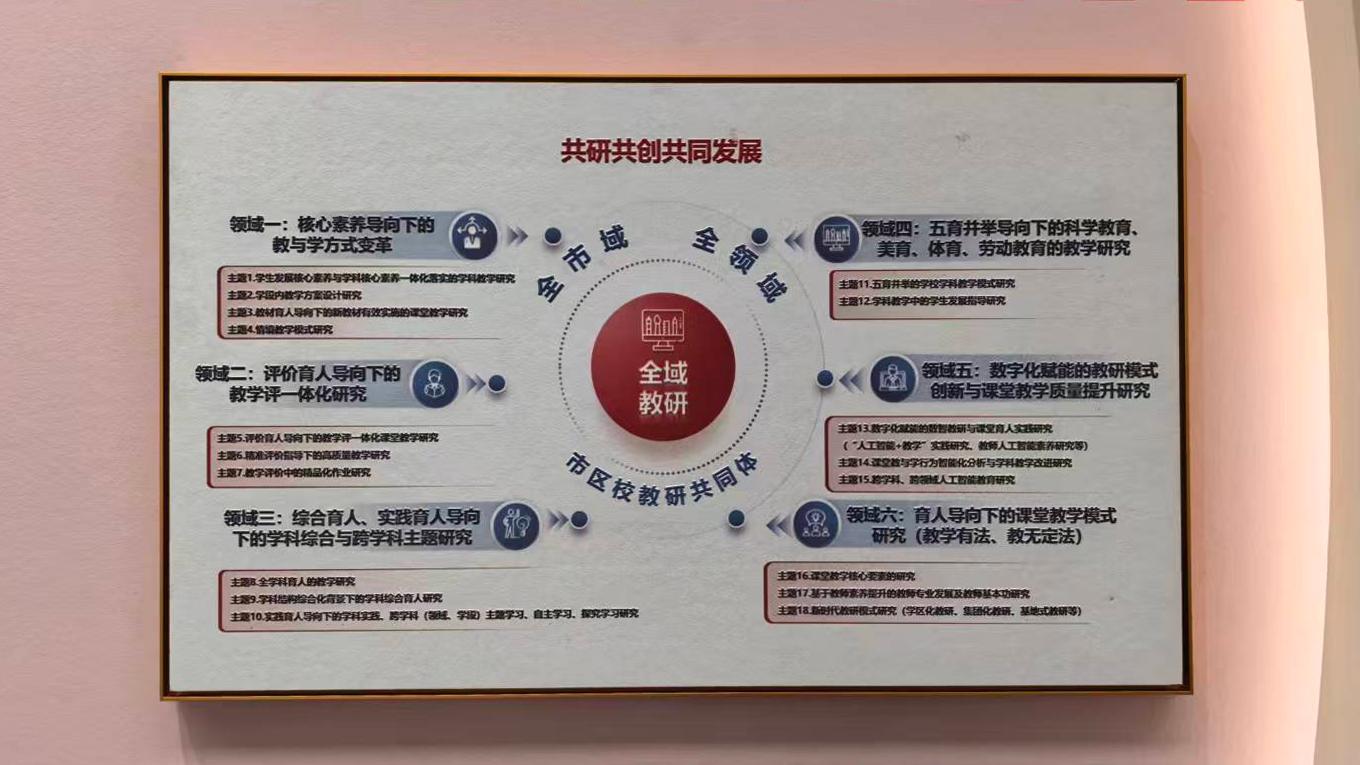 共研共创共同发展
领域一：核心素养导向下的
教与学方式变革
主题1.学生发展核心素养与学科核心素养一体化落实的学科教学研究
主题2.学段内教学方案设计研究
主题3.教材育人导向下的新教材有效实施的课堂教学研究
主题4.情境教学模式研究
领域二：评价育人导向下的
教学评一体化研究
主题5.评价育人导向下的教学评一体化课堂教学研究
主题6.精准评价指导下的高质量教学研究
主题7.教学评价中的精品化作业研究
领域三：综合育人、实践育人导向
下的学科综合与跨学科主题研究
主题8.全学科育人的教学研究
主题9.学科结构综合化背景下的学科综合育人研究
主题10.实践育人导向下的学科实践、跨学科（领域、学段）主题学习、自主学习、探究学习研究
全市域
全领域
全域
教研
市区校教研共同体
领域四：五育并举导向下的科学教育、
美育、体育、劳动教育的教学研究
主题11.五育并举的学校学科教学模式研究
主题12.学科教学中的学生发展指导研究
领域五：数字化赋能的教研模式
创新与课堂教学质量提升研究
主题13.数字化赋能的数智教研与课堂育人实践研究
（“人工智能+教学”实践研究、教师人工智能素养研究等）
主题14.课堂教与学行为智能化分析与学科教学改进研究
主题15.跨学科、跨领域人工智能教育研究
领域六：育人导向下的课堂教学模式
研究（教学有法、教无定法）
主题16.课堂教学核心要素的研究
主题17.基于教师素养提升的教师专业发展及教师基本功研究
主题18.新时代教研模式研究（学区化教研、集团化教研、基地式教研等）